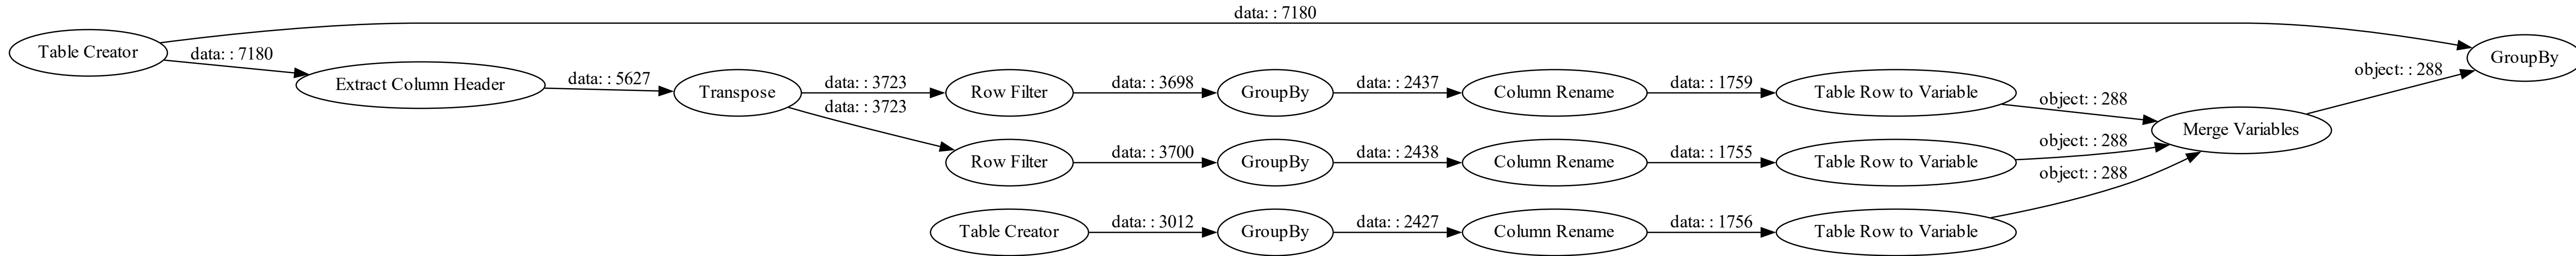 data: : 7180
Table Creator
data: : 7180
GroupBy
object: : 288
Extract Column Header
data: : 5627
Transpose
data: : 3723
Row Filter
data: : 3698
GroupBy
data: : 2437
Column Rename
data: : 1759
Table Row to Variable
object: : 288
data: : 3723
Merge Variables
Row Filter
data: : 3700
GroupBy
data: : 2438
Column Rename
data: : 1755
Table Row to Variable
object: : 288
object: : 288
Table Creator
data: : 3012
GroupBy
data: : 2427
Column Rename
data: : 1756
Table Row to Variable